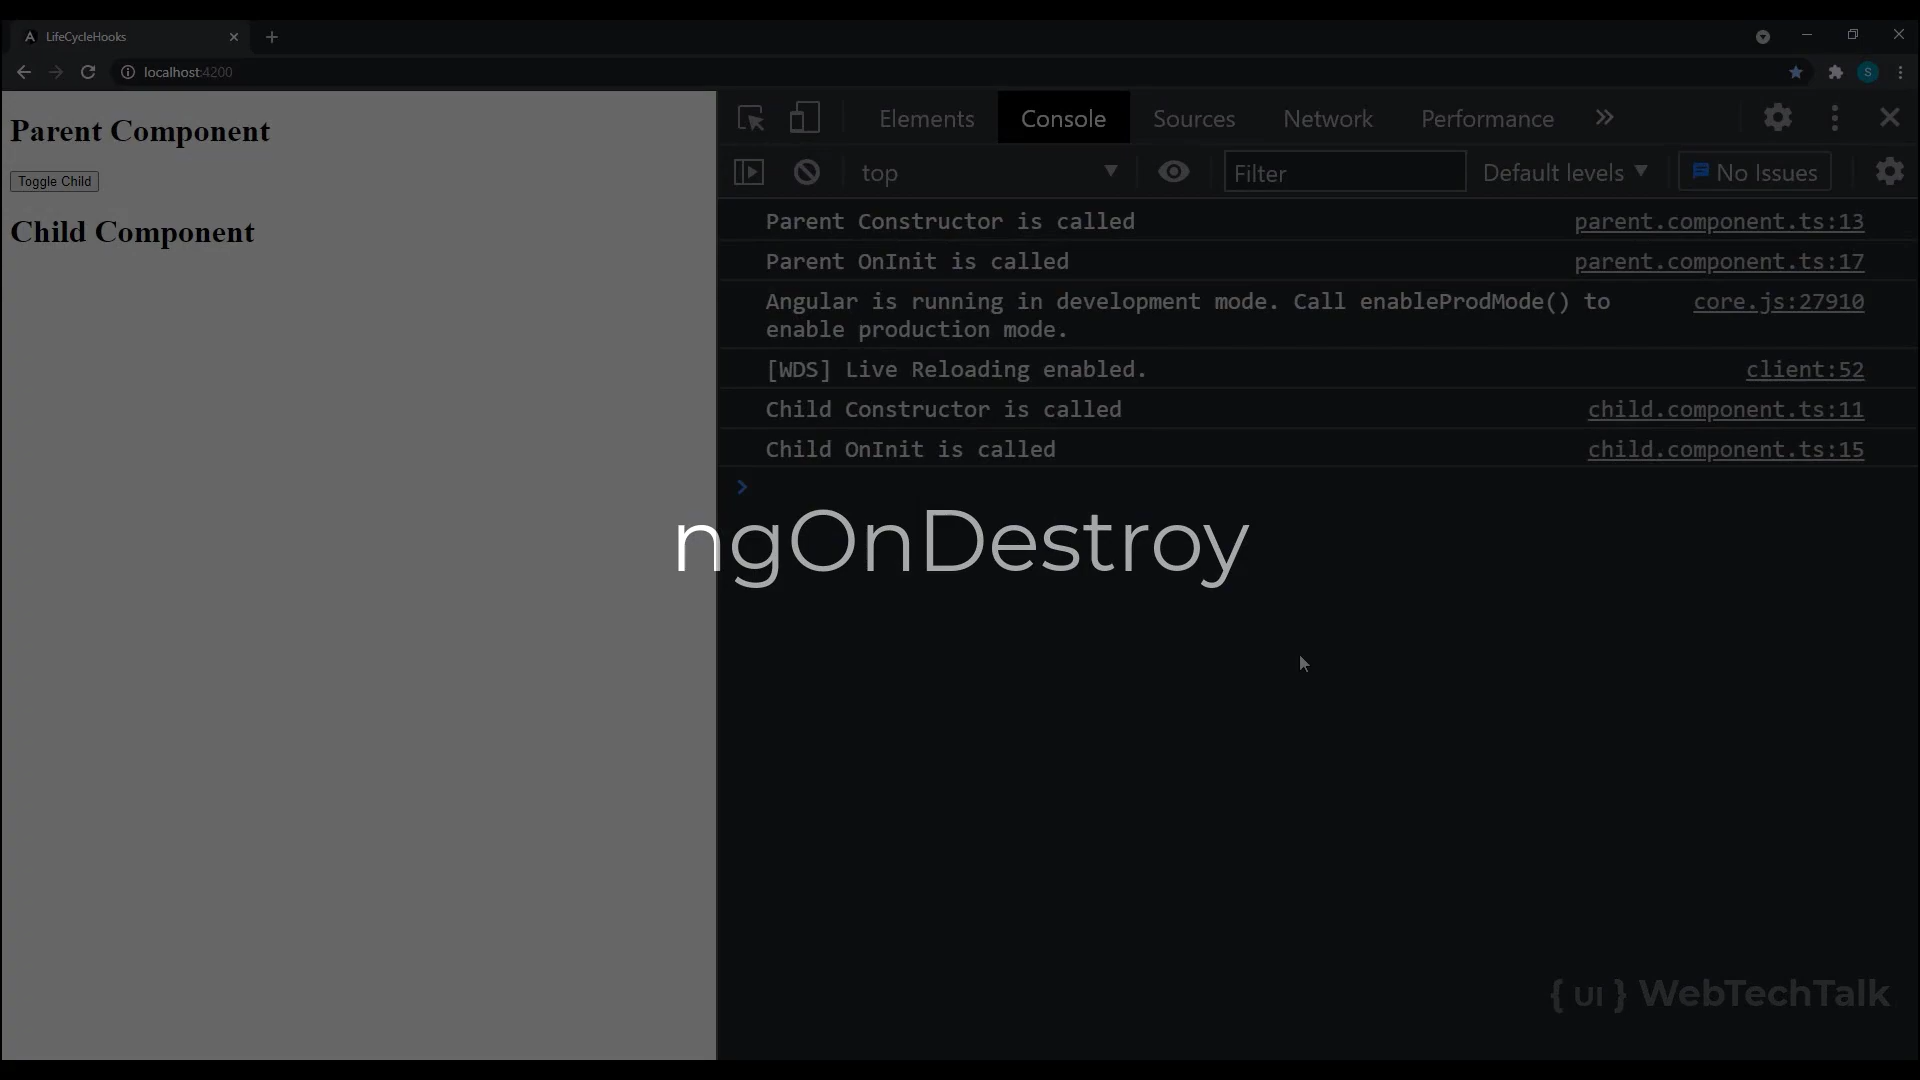 LifeCycleHooks
localhost:4200
S
Parent Component
Toggle Child
Child Component
Elements Console Sources Network Performance
top Filter Default levels No Issues
Parent Constructor is called parent.component.ts:13
Parent OnInit is called parent.component.ts:17
Angular is running in development mode. Call enableProdMode() to core.js:27910
enable production mode.
[WDS] Live Reloading enabled. client:52
Child Constructor is called child.component.ts:11
Child OnInit is called child.component.ts:15
ngOnDestroy
{ UI } WebTechTalk